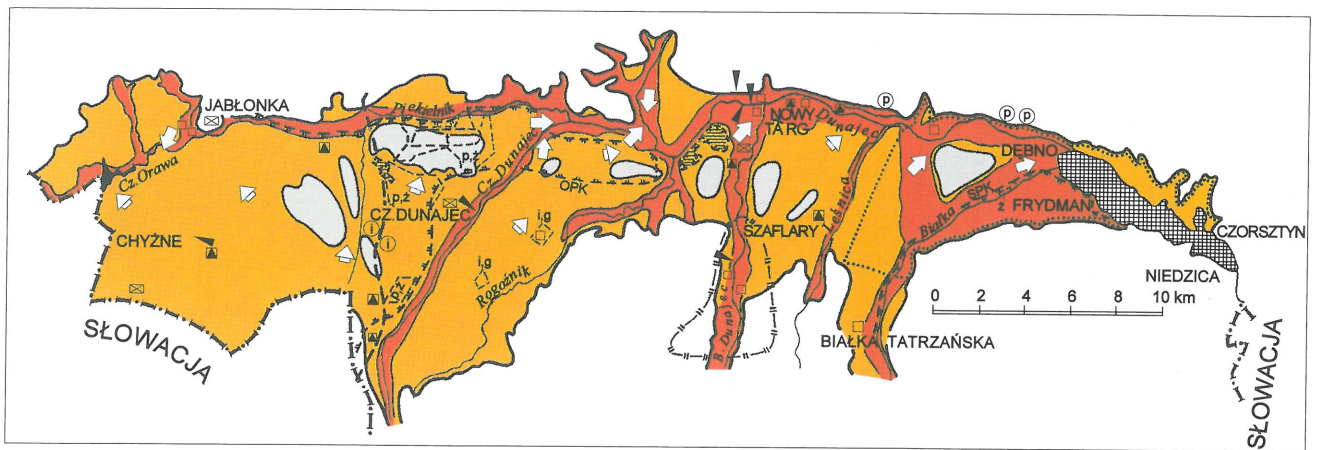 JABŁONKA
Piekielnik
NOWY
TARG
Dunajec
p
p p
Cz. Orawa
p,ż
DĘBNO
Cz. Dunajec
OPK
SPK
ż
FRYDMAN
CZ. DUNAJEC
p,ż
i i
i,g
Białka
CHYŻNE
SZAFLARY
Leśnica
CZORSZTYN
NIEDZICA
i,g
Rogoźnik
p,ż
B. Dunajec
0 2 4 6 8 10 km
SŁOWACJA
BIAŁKA TATRZAŃSKA
SŁOWACJA